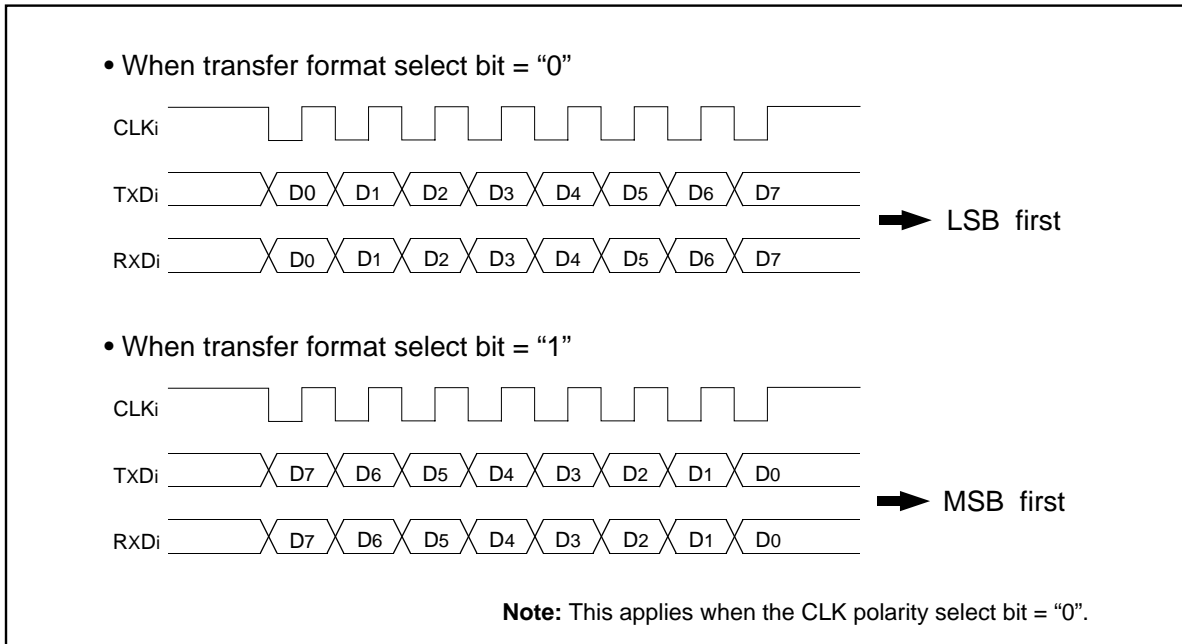 • When transfer format select bit = “0”
CLKi
TXDi D0 D1 D2 D3 D4 D5 D6 D7
RXDi D0 D1 D2 D3 D4 D5 D6 D7
LSB first
• When transfer format select bit = “1”
CLKi
TXDi D7 D6 D5 D4 D3 D2 D1 D0
RXDi D7 D6 D5 D4 D3 D2 D1 D0
MSB first
Note: This applies when the CLK polarity select bit = “0”.